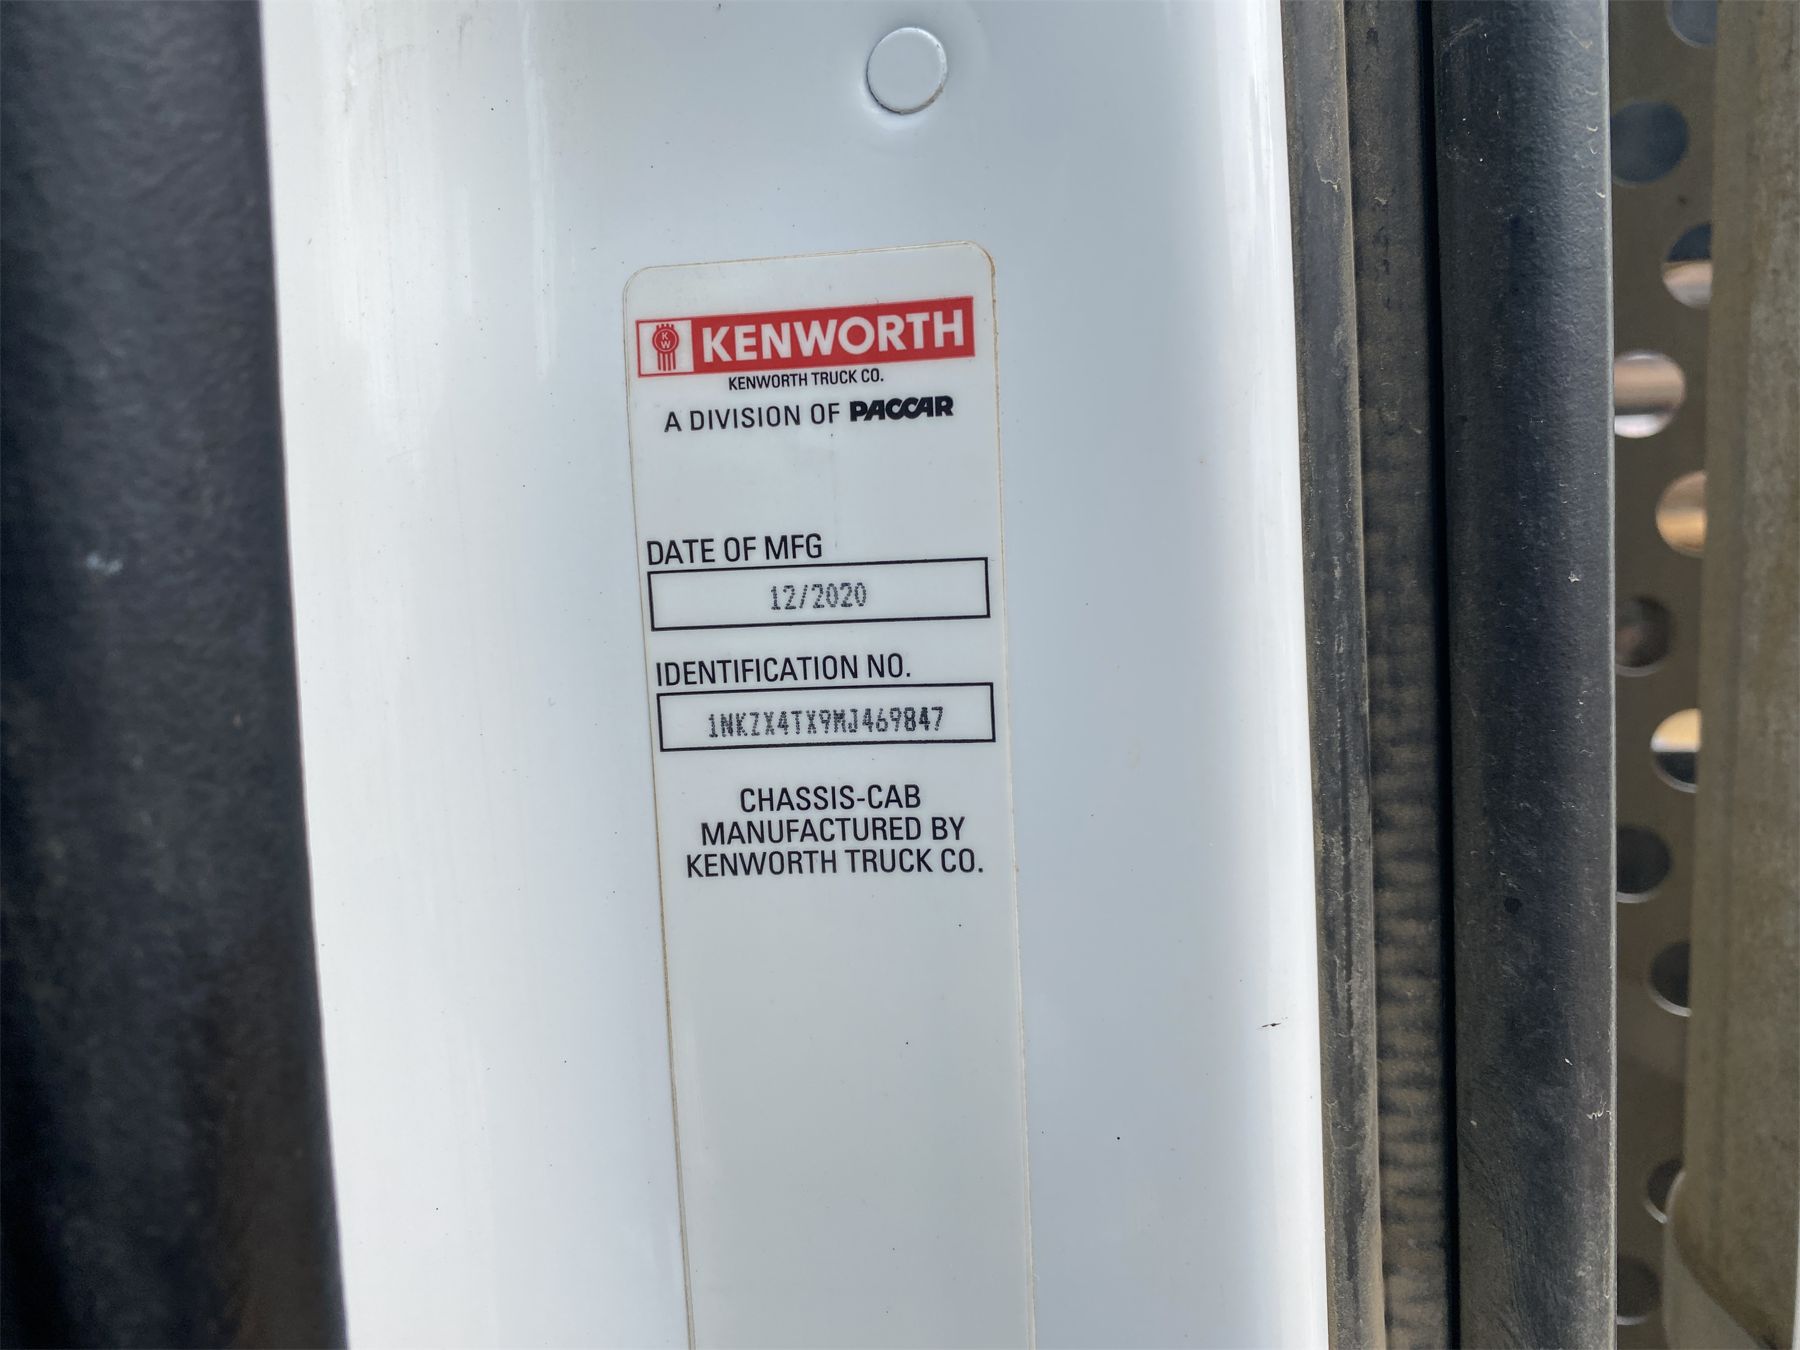 KW KENWORTH
KENWORTH TRUCK CO.
A DIVISION OF PACCAR
DATE OF MFG
12/2020
IDENTIFICATION NO.
1NKZX4TX9MJ469847
CHASSIS-CAB
MANUFACTURED BY
KENWORTH TRUCK CO.